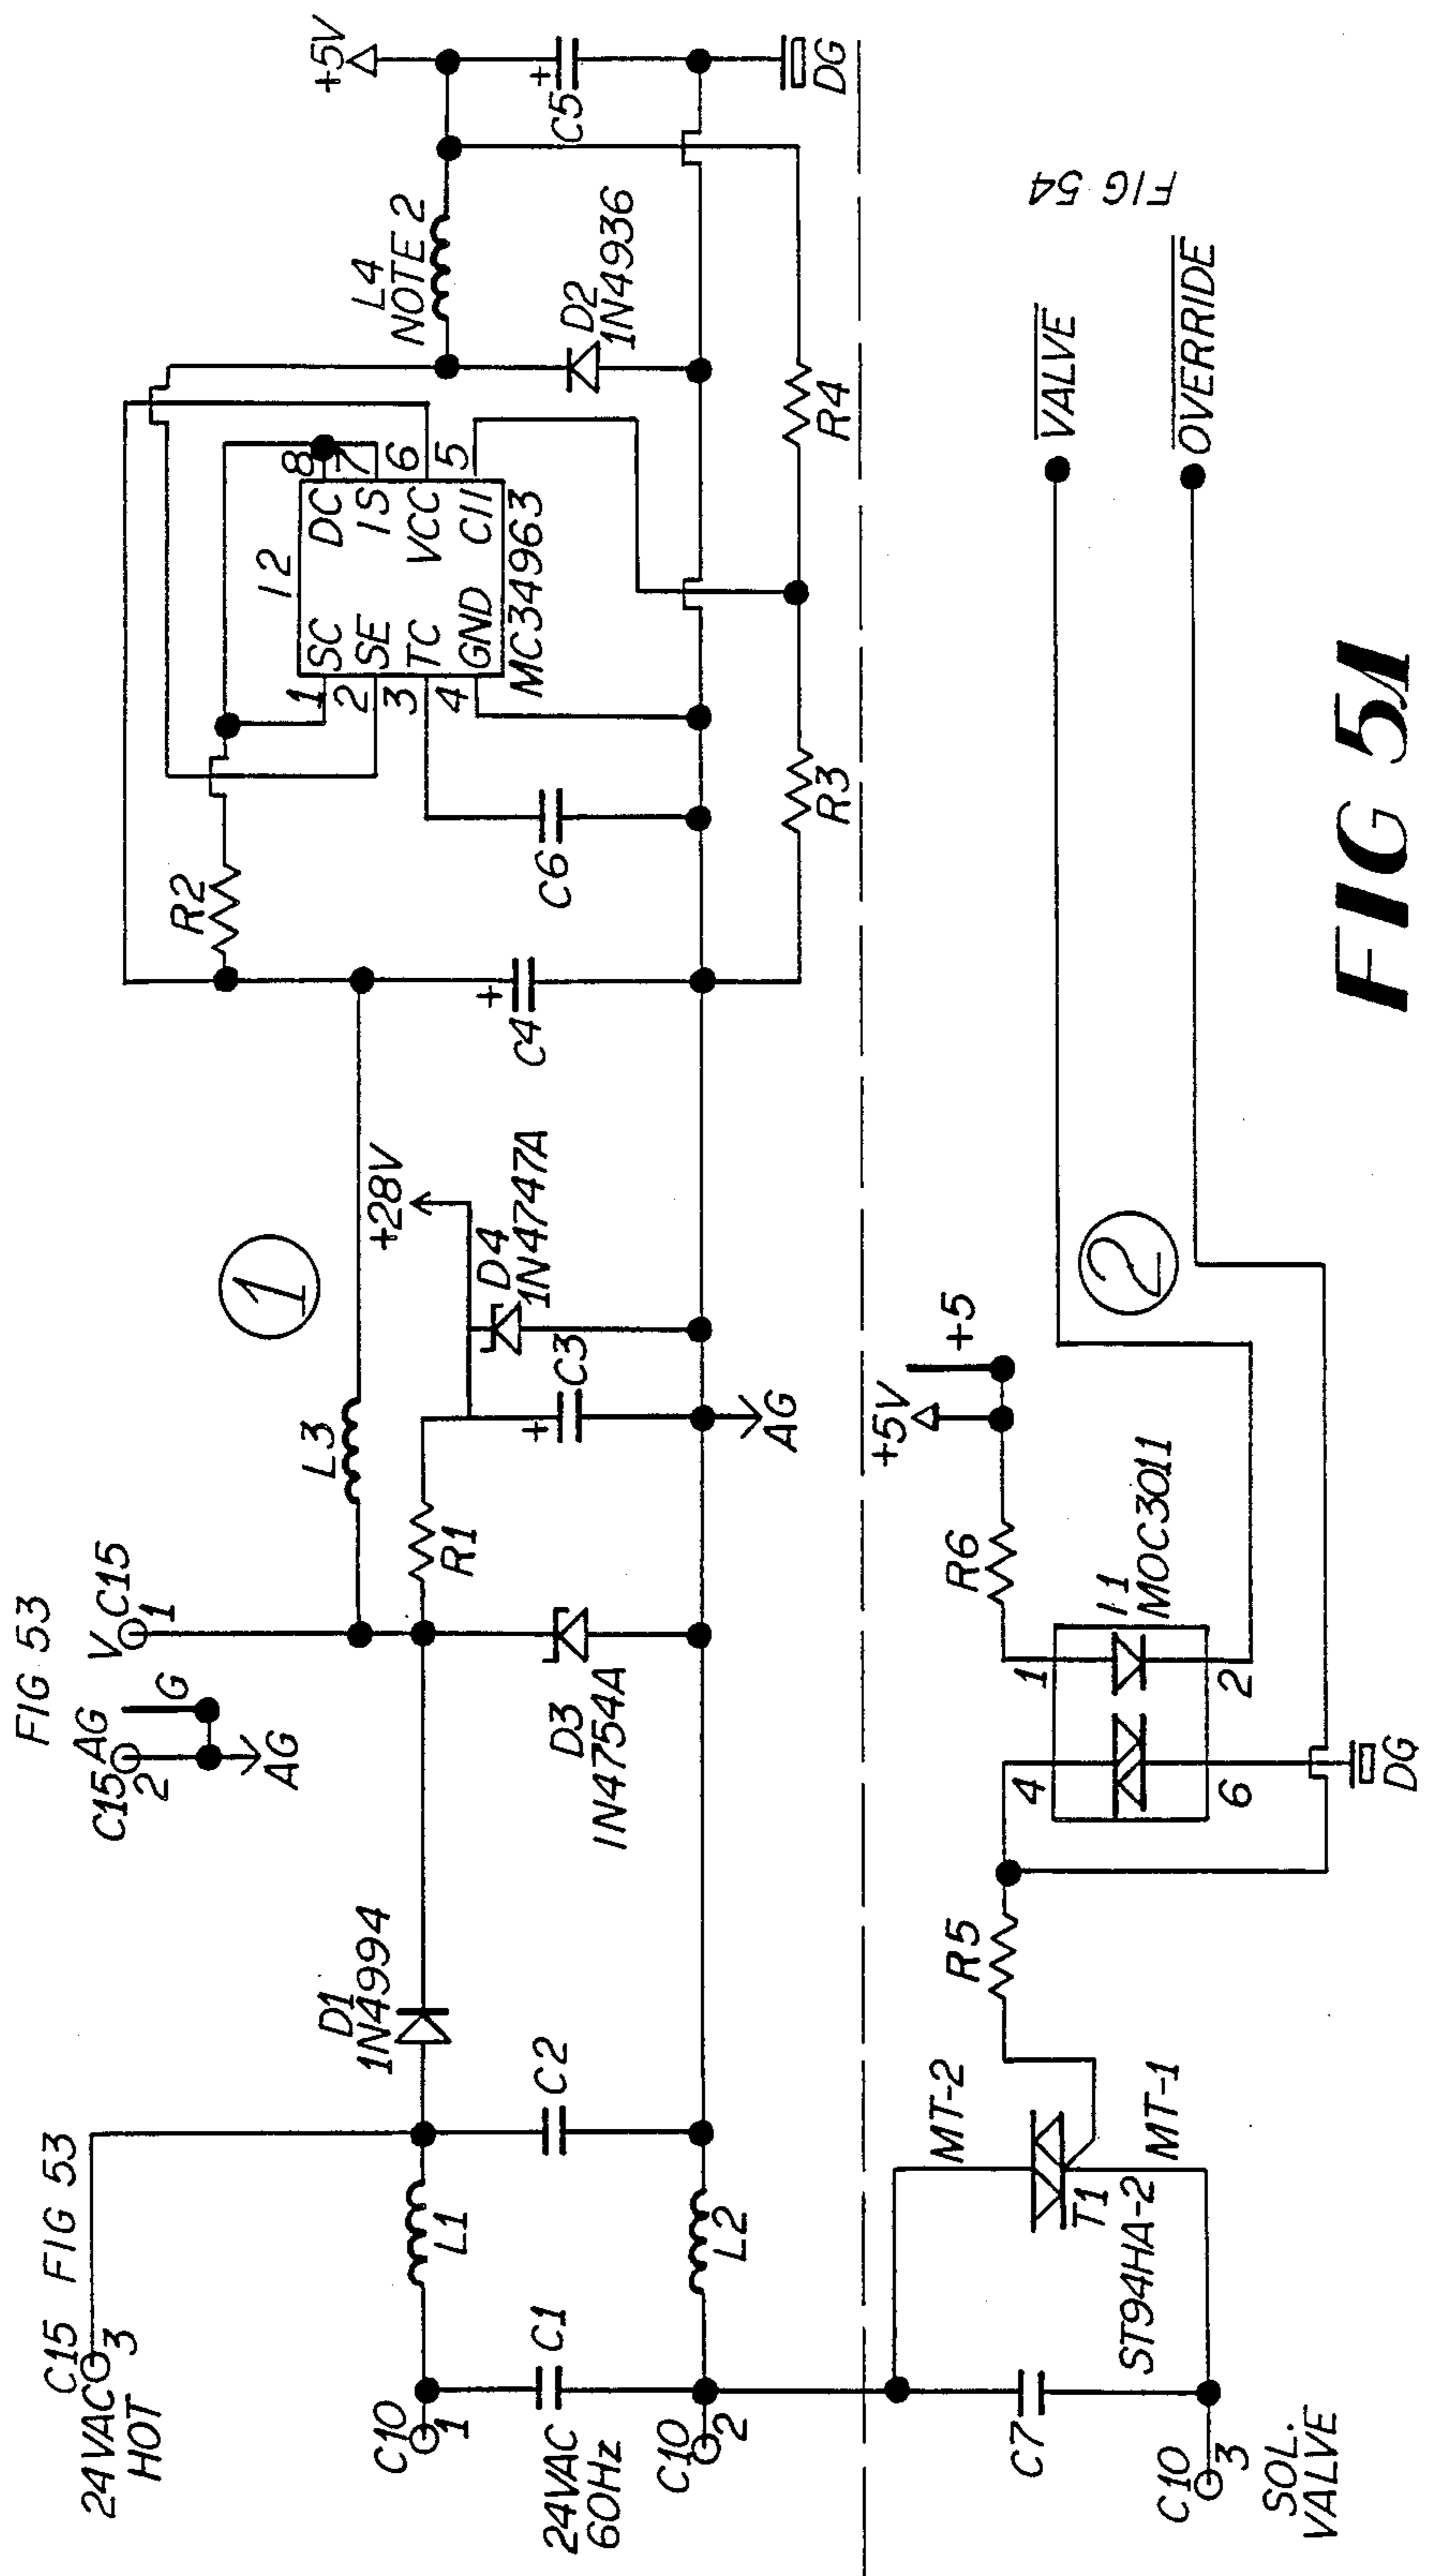 FIG 53
C15 AG
2
G
AG
V C15
1
C15 FIG 53
24VAC 3
HOT
1
C10
1
L1
D1
1N4994
C1
24VAC
60HZ
C2
C10
2
L2
D3
1N4754A
R1
L3
+28V
D4
1N4747A
+
C3
AG
+
C4
R2
C6
I2
1 SC
2 SE
3 TC
4 GND
DC 8
IS 7
VCC 6
CII 5
MC34963
L4
NOTE 2
D2
1N4936
+5V
+
C5
DG
R3
R4
C7
C10
3
SOL.
VALVE
MT-2
T1
MT-1
ST94HA-2
R5
4
6
1
2
I1
MOC3011
R6
+5V
+5
DG
2
VALVE
OVERRIDE
FIG 54
FIG 51